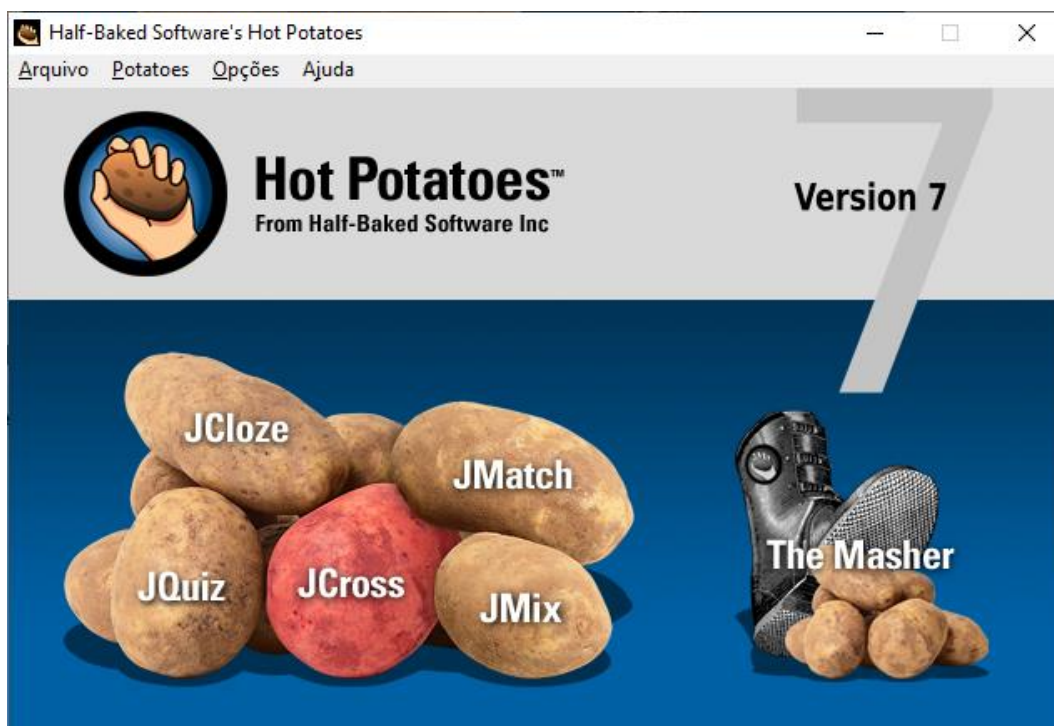 Half-Baked Software's Hot Potatoes
Arquivo Potatoes Opções Ajuda
7
Hot Potatoes™
From Half-Baked Software Inc
Version 7
JCloze
JMatch
JQuiz
JCross
JMix
The Masher